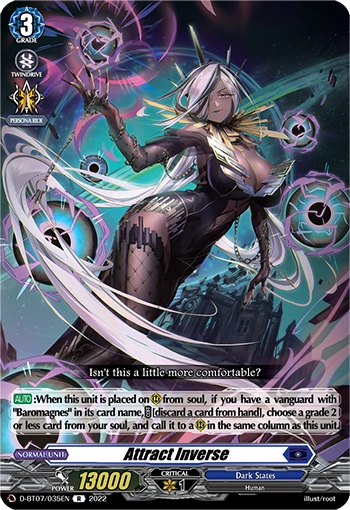 3
GRADE
TWINDRIVE
PERSONA RIDE
Isn't this a little more comfortable?
AUTO:When this unit is placed on R from soul, if you have a vanguard with
"Baromagnes" in its card name, [discard a card from hand], choose a grade 2
or less card from your soul, and call it to a R in the same column as this unit.
NORMAL UNIT
Attract Inverse
POWER 13000
CRITICAL
1
Dark States
Human
D-BT07/035EN R 2022
illust/root